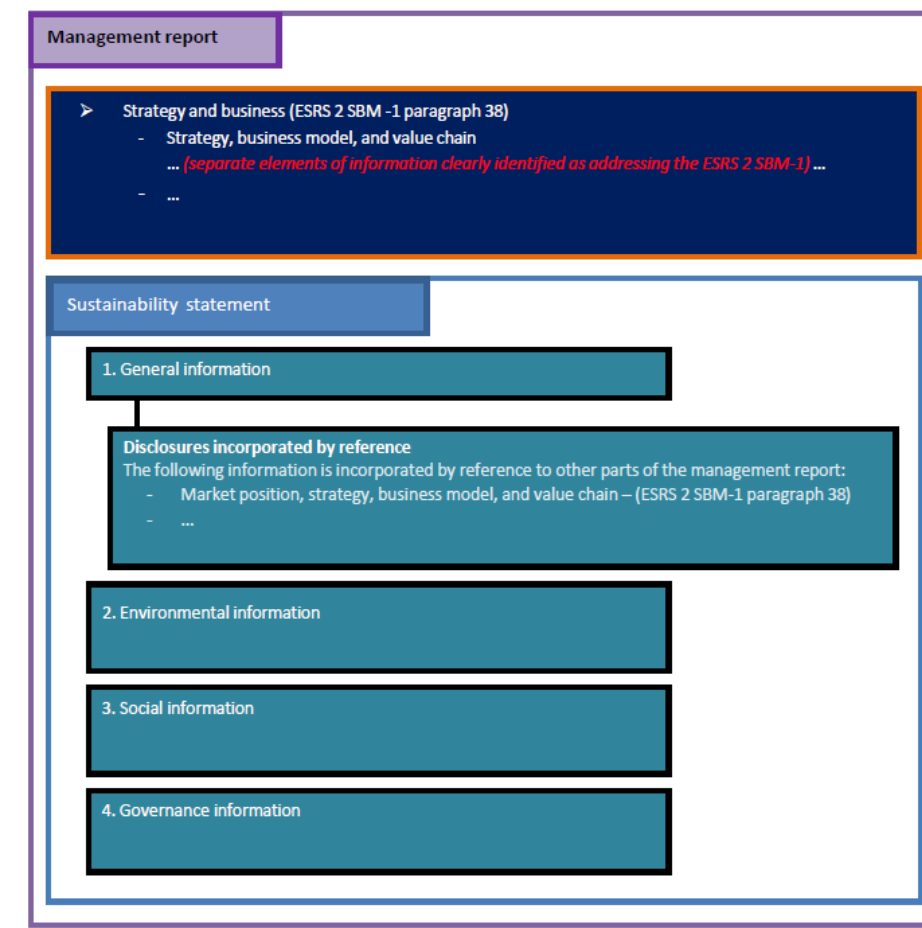 Management report
➢ Strategy and business (ESRS 2 SBM -1 paragraph 38)
- Strategy, business model, and value chain
... (separate elements of information clearly identified as addressing the ESRS 2 SBM-1) ...
- ...
Sustainability statement
1. General information
Disclosures incorporated by reference
The following information is incorporated by reference to other parts of the management report:
- Market position, strategy, business model, and value chain – (ESRS 2 SBM-1 paragraph 38)
- ...
2. Environmental information
3. Social information
4. Governance information